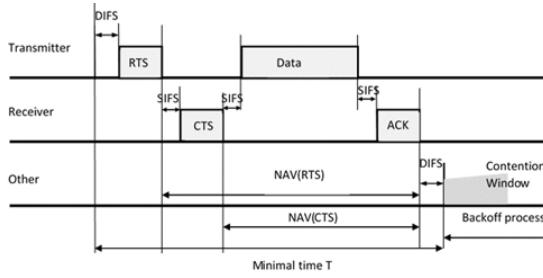 DIFS
Transmitter
RTS
Data
SIFS
SIFS
SIFS
Receiver
CTS
ACK
DIFS
Contention
Window
Other
NAV(RTS)
NAV(CTS)
Backoff process
Minimal time T